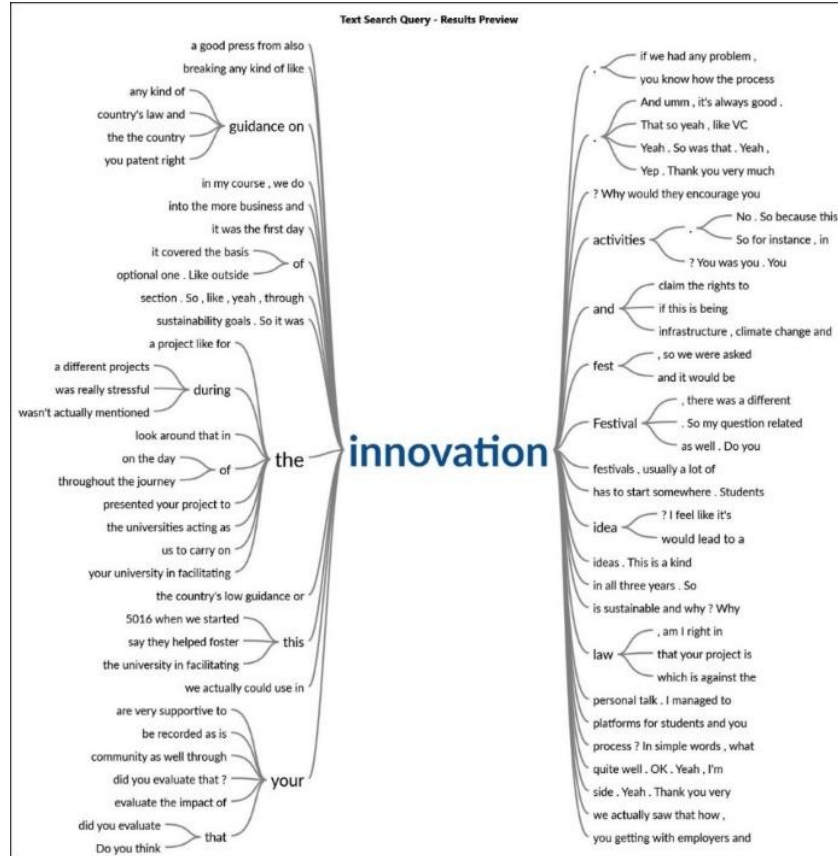 Text Search Query - Results Preview
a good press from also
breaking any kind of like
any kind of
country's law and
the the country
you patent right
guidance on
in my course , we do
into the more business and
it was the first day
it covered the basis
optional one . Like outside
of
section . So , like , yeah , through
sustainability goals . So it was
a project like for
a different projects
was really stressful
wasn't actually mentioned
during
look around that in
on the day
throughout the journey
of
presented your project to
the universities acting as
us to carry on
your university in facilitating
the
the country's low guidance or
5016 when we started
say they helped foster
the university in facilitating
this
we actually could use in
are very supportive to
be recorded as is
community as well through
did you evaluate that ?
evaluate the impact of
did you evaluate
Do you think
that
your
innovation
,
if we had any problem ,
you know how the process
.
And umm , it's always good .
That so yeah , like VC
Yeah . So was that . Yeah ,
Yep . Thank you very much
? Why would they encourage you
activities
.
No . So because this
So for instance , in
? You was you . You
and
claim the rights to
if this is being
infrastructure , climate change and
fest
, so we were asked
and it would be
Festival
, there was a different
. So my question related
as well . Do you
festivals , usually a lot of
has to start somewhere . Students
idea
? I feel like it's
would lead to a
ideas . This is a kind
in all three years . So
is sustainable and why ? Why
law
, am I right in
that your project is
which is against the
personal talk . I managed to
platforms for students and you
process ? In simple words , what
quite well . OK . Yeah , I'm
side . Yeah . Thank you very
we actually saw that how ,
you getting with employers and